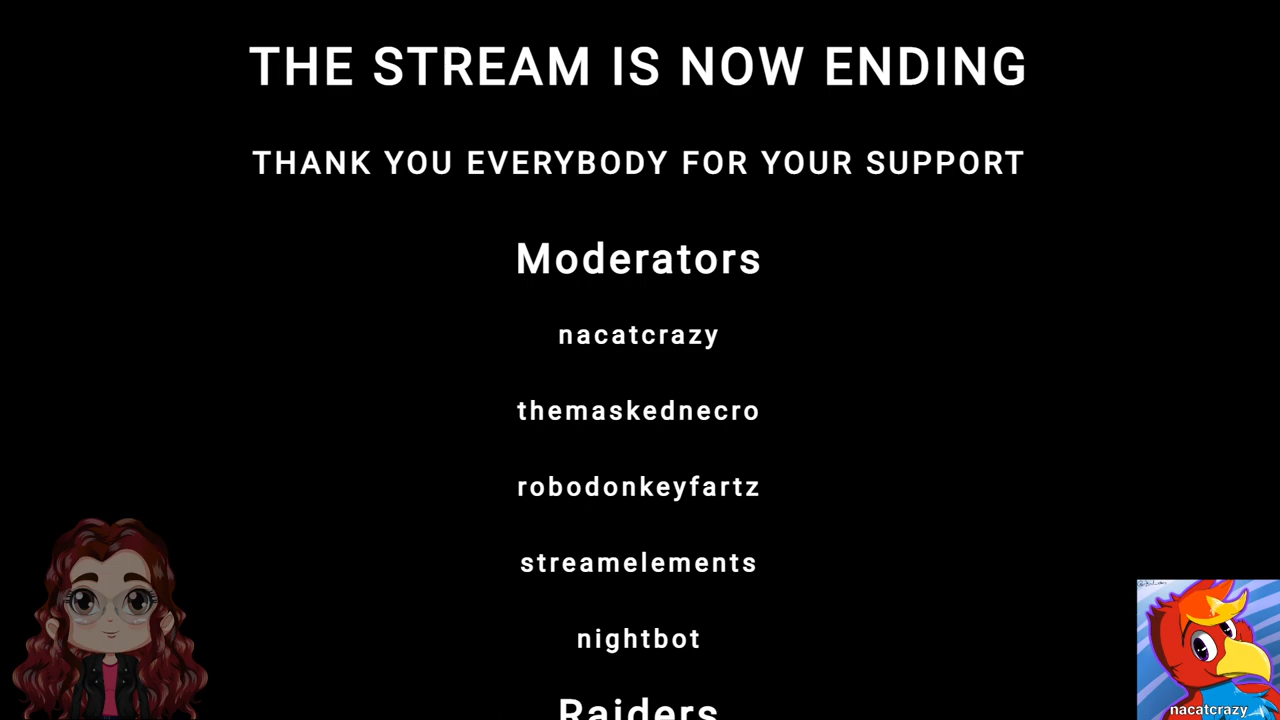 THE STREAM IS NOW ENDING
THANK YOU EVERYBODY FOR YOUR SUPPORT
Moderators
nacatcrazy
themaskednecro
robodonkeyfartz
streamelements
nightbot
Raiders
nacatcrazy